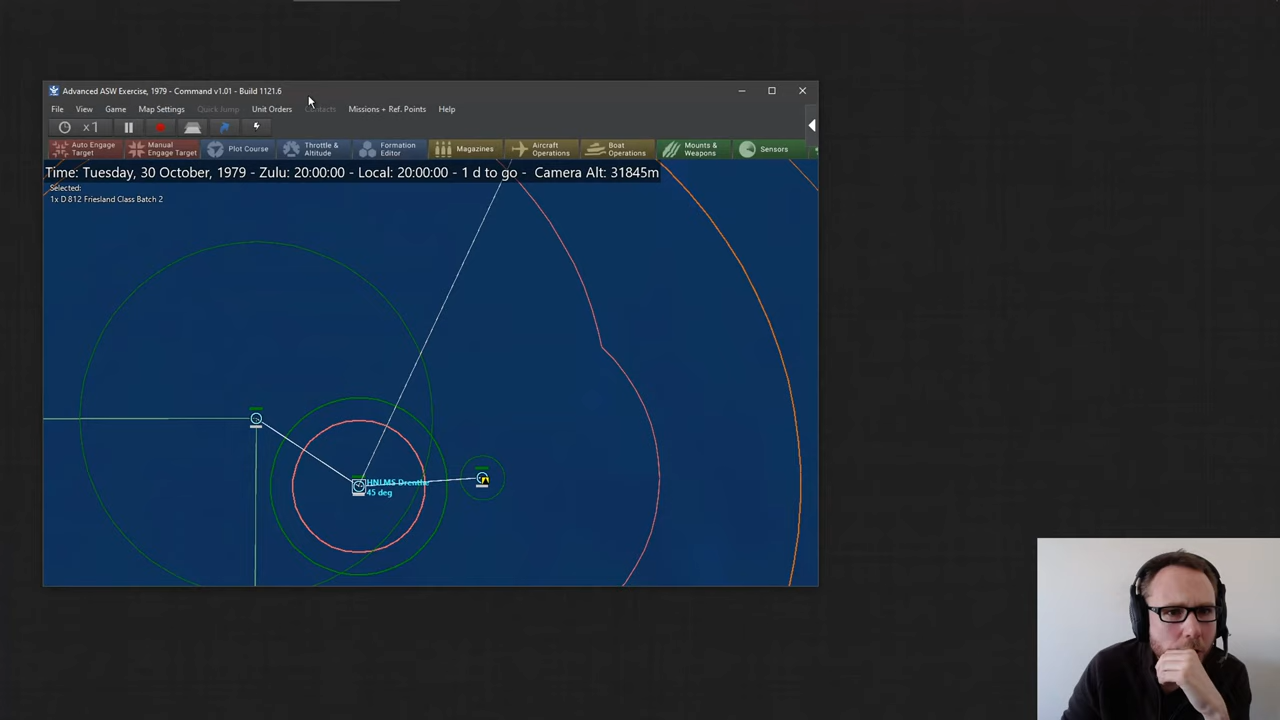 Advanced ASW Exercise, 1979 - Command v1.01 - Build 1121.6
File View Game Map Settings Quick Jump Unit Orders Contacts Missions + Ref. Points Help
x1
Auto Engage
Target
Manual
Engage Target
Plot Course
Throttle &
Altitude
Formation
Editor
Magazines
Aircraft
Operations
Boat
Operations
Mounts &
Weapons
Sensors
Time: Tuesday, 30 October, 1979 - Zulu: 20:00:00 - Local: 20:00:00 - 1 d to go - Camera Alt: 31845m
Selected:
1x D 812 Friesland Class Batch 2
HNLMS Drenthe
45 deg